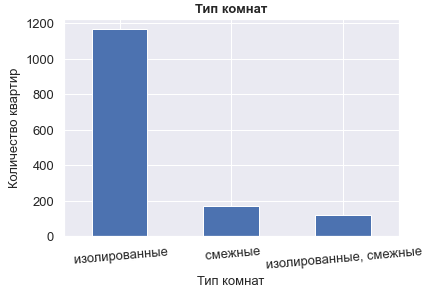 Тип комнат
1200
1000
800
600
400
200
0
Количество квартир
изолированные
смежные
изолированные, смежные
Тип комнат